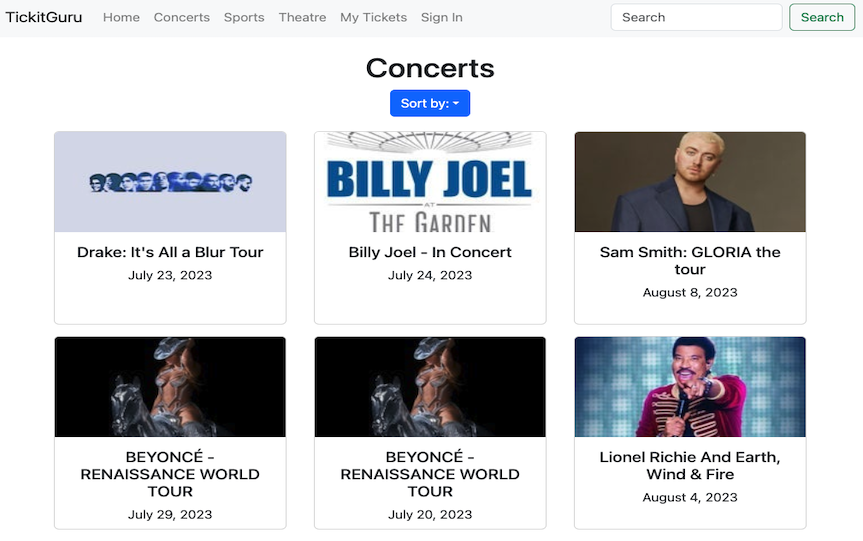 TickitGuru Home Concerts Sports Theatre My Tickets Sign In Search Search
Concerts
Sort by:
BILLY JOEL
AT
THE GARDEN
Drake: It's All a Blur Tour
July 23, 2023
Billy Joel - In Concert
July 24, 2023
Sam Smith: GLORIA the
tour
August 8, 2023
BEYONCÉ -
RENAISSANCE WORLD
TOUR
July 29, 2023
BEYONCÉ -
RENAISSANCE WORLD
TOUR
July 20, 2023
Lionel Richie And Earth,
Wind & Fire
August 4, 2023